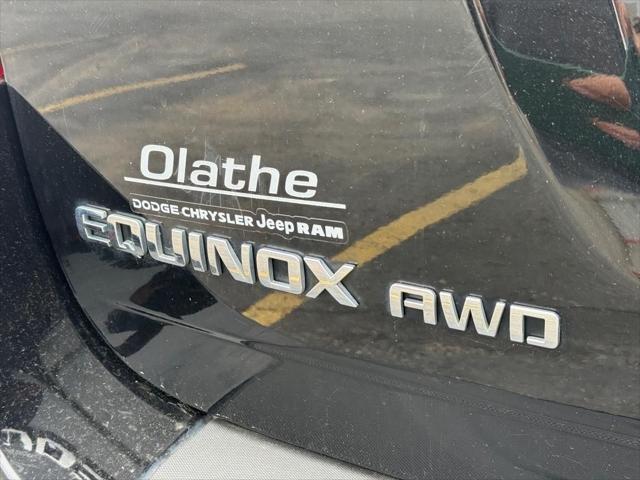 Olathe
DODGE·CHRYSLER Jeep RAM
EQUINOX AWD